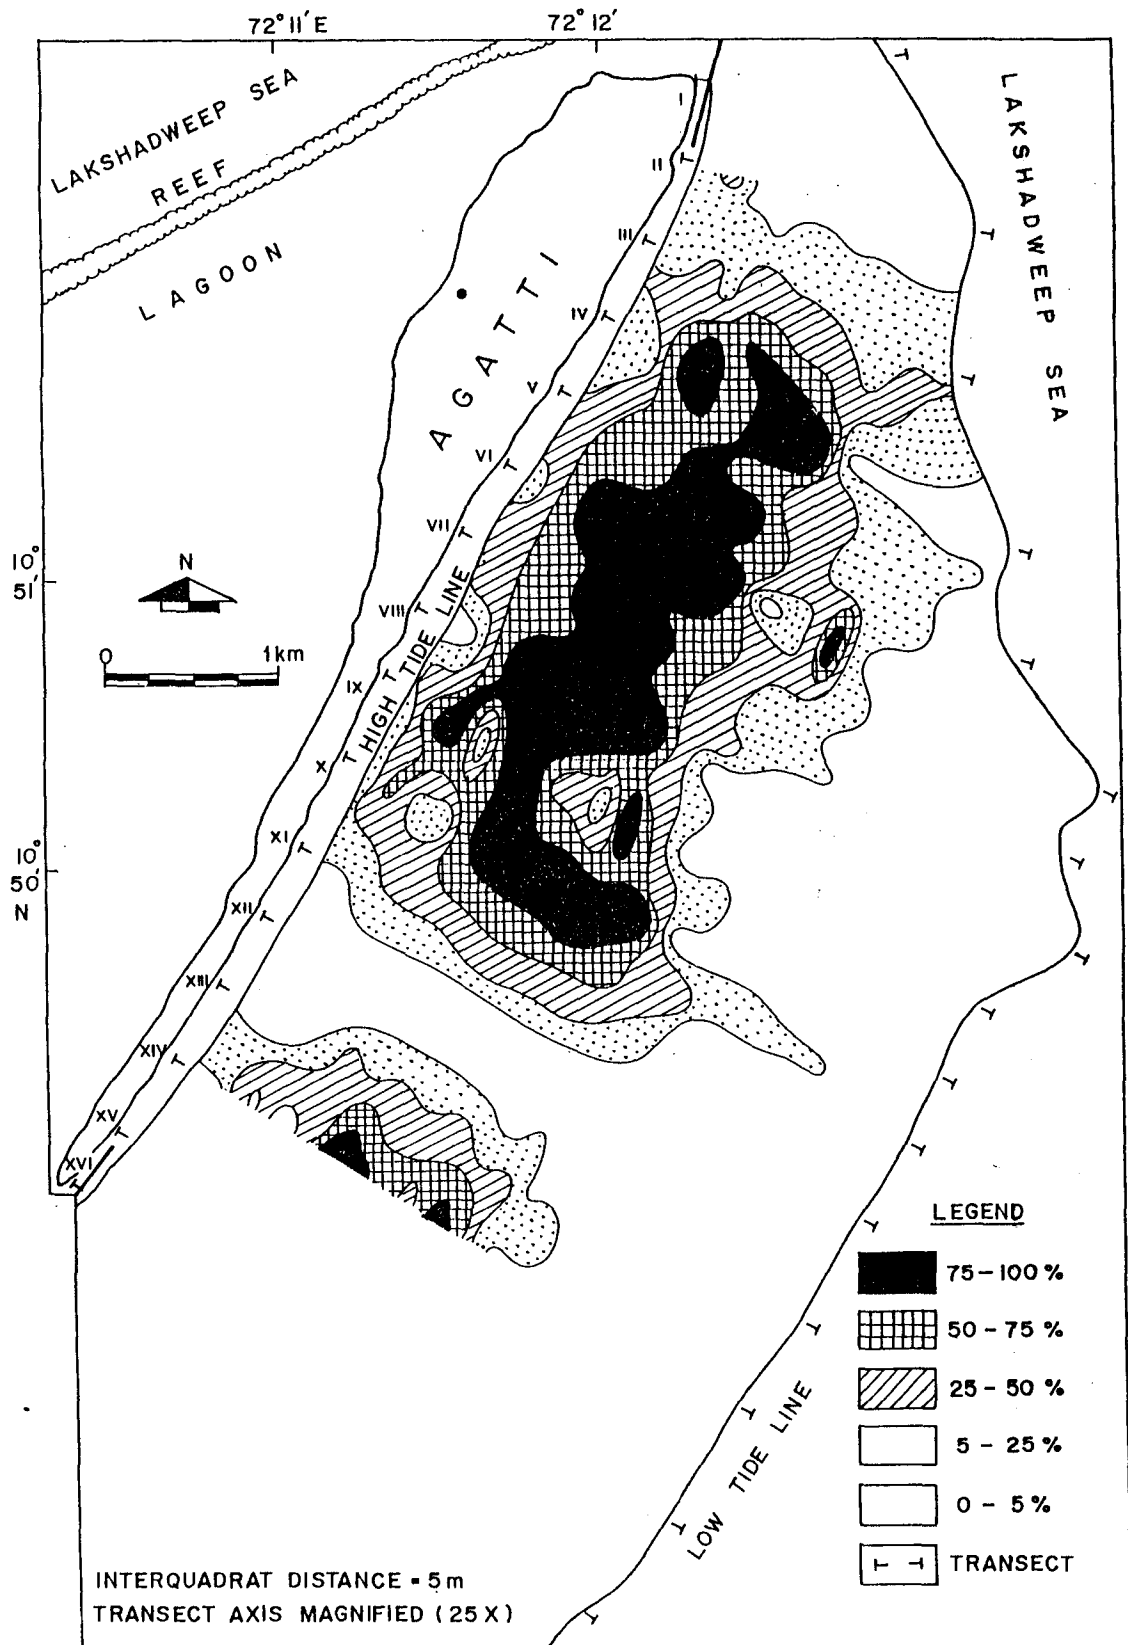 72° 11' E
72° 12'
LAKSHADWEEP SEA
REEF
LAGOON
AGATTI
LAKSHADWEEP SEA
I
II
III
IV
V
VI
VII
VIII
IX
X
XI
XII
XIII
XIV
XV
XVI
HIGH TIDE LINE
10°
51'
N
0 1km
10°
50'
N
LOW TIDE LINE
LEGEND
75 - 100 %
50 - 75 %
25 - 50 %
5 - 25 %
0 - 5 %
T ⊥ TRANSECT
INTERQUADRAT DISTANCE = 5 m
TRANSECT AXIS MAGNIFIED (25 X)